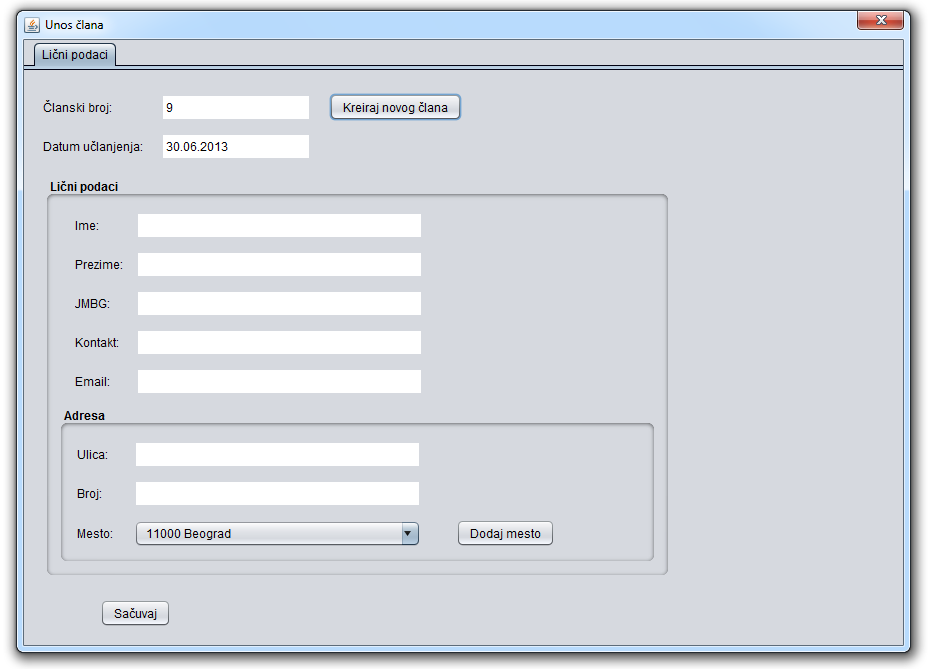 Unos člana
Lični podaci
Članski broj: 9 Kreiraj novog člana
Datum učlanjenja: 30.06.2013
Lični podaci
Ime:
Prezime:
JMBG:
Kontakt:
Email:
Adresa
Ulica:
Broj:
Mesto: 11000 Beograd Dodaj mesto
Sačuvaj